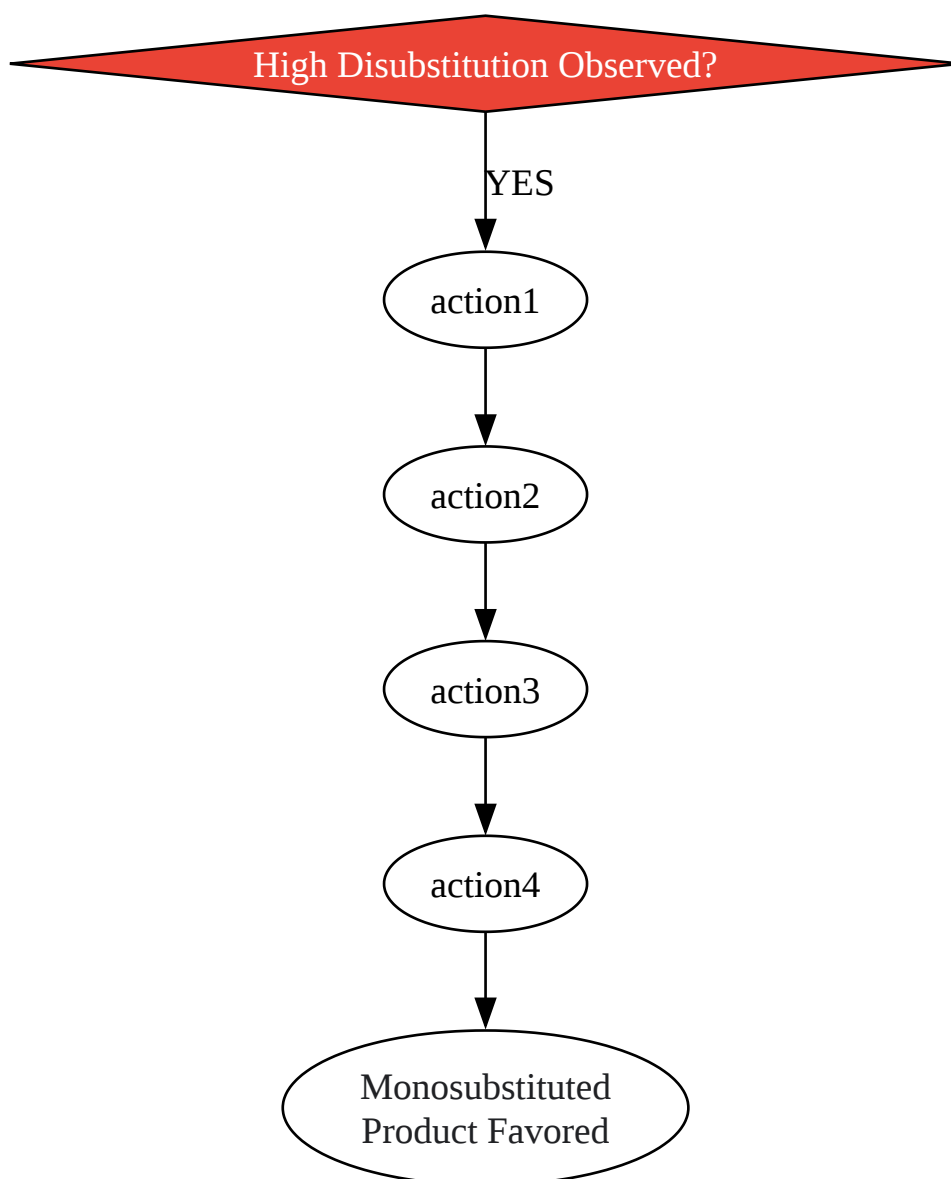 High Disubstitution Observed?
YES
action1
action2
action3
action4
Monosubstituted
Product Favored